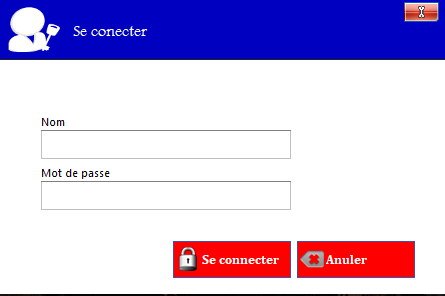 Se conecter
Nom
Mot de passe
Se connecter
Anuler